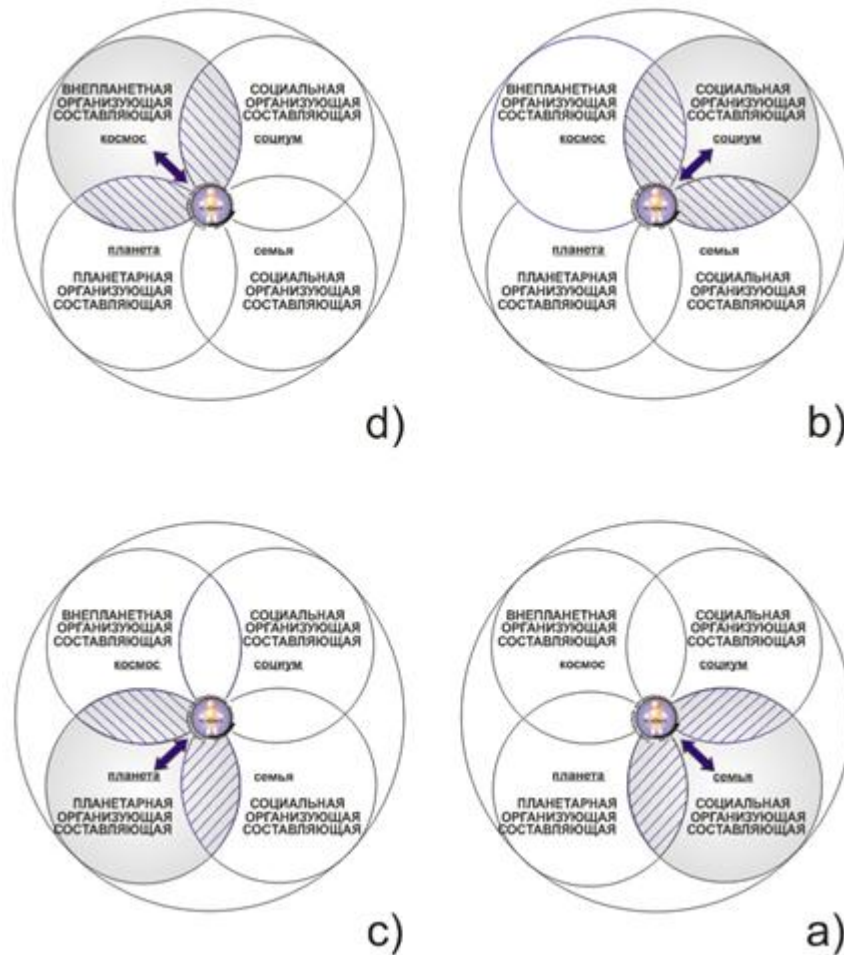 ВНЕПЛАНЕТНАЯ
ОРГАНИЗУЮЩАЯ
СОСТАВЛЯЮЩАЯ
космос
СОЦИАЛЬНАЯ
ОРГАНИЗУЮЩАЯ
СОСТАВЛЯЮЩАЯ
социум
планета
ПЛАНЕТАРНАЯ
ОРГАНИЗУЮЩАЯ
СОСТАВЛЯЮЩАЯ
семья
СОЦИАЛЬНАЯ
ОРГАНИЗУЮЩАЯ
СОСТАВЛЯЮЩАЯ
d)
ВНЕПЛАНЕТНАЯ
ОРГАНИЗУЮЩАЯ
СОСТАВЛЯЮЩАЯ
космос
СОЦИАЛЬНАЯ
ОРГАНИЗУЮЩАЯ
СОСТАВЛЯЮЩАЯ
социум
планета
ПЛАНЕТАРНАЯ
ОРГАНИЗУЮЩАЯ
СОСТАВЛЯЮЩАЯ
семья
СОЦИАЛЬНАЯ
ОРГАНИЗУЮЩАЯ
СОСТАВЛЯЮЩАЯ
b)
ВНЕПЛАНЕТНАЯ
ОРГАНИЗУЮЩАЯ
СОСТАВЛЯЮЩАЯ
космос
СОЦИАЛЬНАЯ
ОРГАНИЗУЮЩАЯ
СОСТАВЛЯЮЩАЯ
социум
планета
ПЛАНЕТАРНАЯ
ОРГАНИЗУЮЩАЯ
СОСТАВЛЯЮЩАЯ
семья
СОЦИАЛЬНАЯ
ОРГАНИЗУЮЩАЯ
СОСТАВЛЯЮЩАЯ
c)
ВНЕПЛАНЕТНАЯ
ОРГАНИЗУЮЩАЯ
СОСТАВЛЯЮЩАЯ
космос
СОЦИАЛЬНАЯ
ОРГАНИЗУЮЩАЯ
СОСТАВЛЯЮЩАЯ
социум
планета
ПЛАНЕТАРНАЯ
ОРГАНИЗУЮЩАЯ
СОСТАВЛЯЮЩАЯ
семья
СОЦИАЛЬНАЯ
ОРГАНИЗУЮЩАЯ
СОСТАВЛЯЮЩАЯ
a)